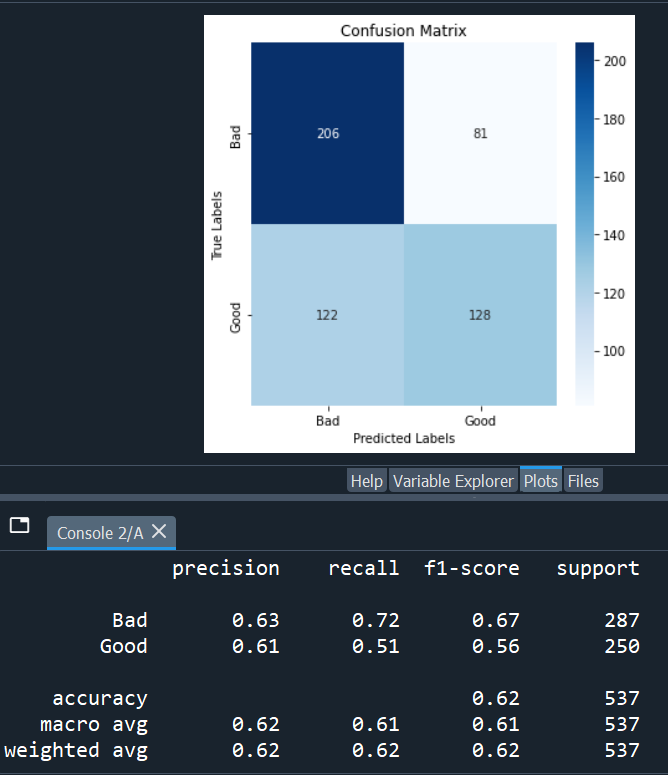 Confusion Matrix
True Labels
Bad
206
81
Good
122
128
Bad Good
Predicted Labels
200
180
160
140
120
100
Help Variable Explorer Plots Files
Console 2/A
precision recall f1-score support
Bad 0.63 0.72 0.67 287
Good 0.61 0.51 0.56 250
accuracy 0.62 537
macro avg 0.62 0.61 0.61 537
weighted avg 0.62 0.62 0.62 537